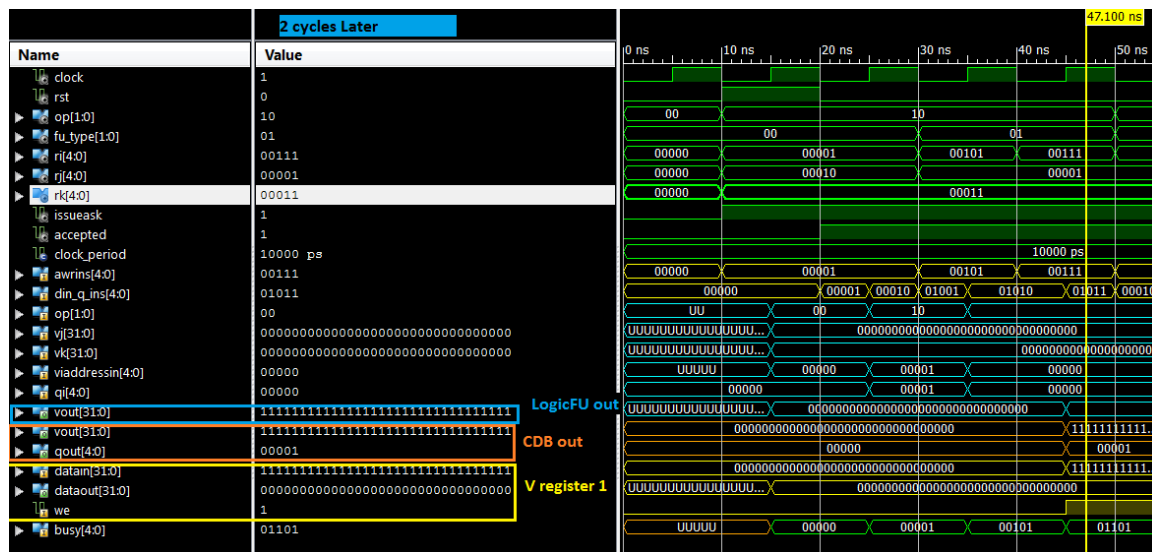 2 cycles Later
47.100 ns
Name Value 0 ns 10 ns 20 ns 30 ns 40 ns 50 ns
clock 1
rst 0
op[1:0] 10 00 10
fu_type[1:0] 01 00 01
ri[4:0] 00111 00000 00001 00101 00111
rj[4:0] 00001 00000 00010 00001
rk[4:0] 00011 00000 00011
issueask 1
accepted 1
clock_period 10000 ps 10000 ps
awrins[4:0] 00111 00000 00001 00101 00111
din_q_ins[4:0] 01011 00000 00001 00010 01001 01010 01011 00010
op[1:0] 00 UU 00 10
vj[31:0] 00000000000000000000000000000000 UUUUUUUUUUUUUUUU... 00000000000000000000000000000000
vk[31:0] 00000000000000000000000000000000 UUUUUUUUUUUUUUUU... 0000000000000000000
viaddressin[4:0] 00000 UUUUU 00000 00001 00000
qi[4:0] 00000 00000 00001 00000
LogicFU out
vout[31:0] 11111111111111111111111111111111 UUUUUUUUUUUUUUUU... 00000000000000000000000000000000
vout[31:0] 11111111111111111111111111111111 00000000000000000000000000000000 11111111111...
CDB out
qout[4:0] 00001 00000 00001
datain[31:0] 11111111111111111111111111111111 00000000000000000000000000000000 11111111111...
V register 1
dataout[31:0] 00000000000000000000000000000000 UUUUUUUUUUUUUUUU... 00000000000000000000000000000000
we 1
busy[4:0] 01101 UUUUU 00000 00001 00101 01101